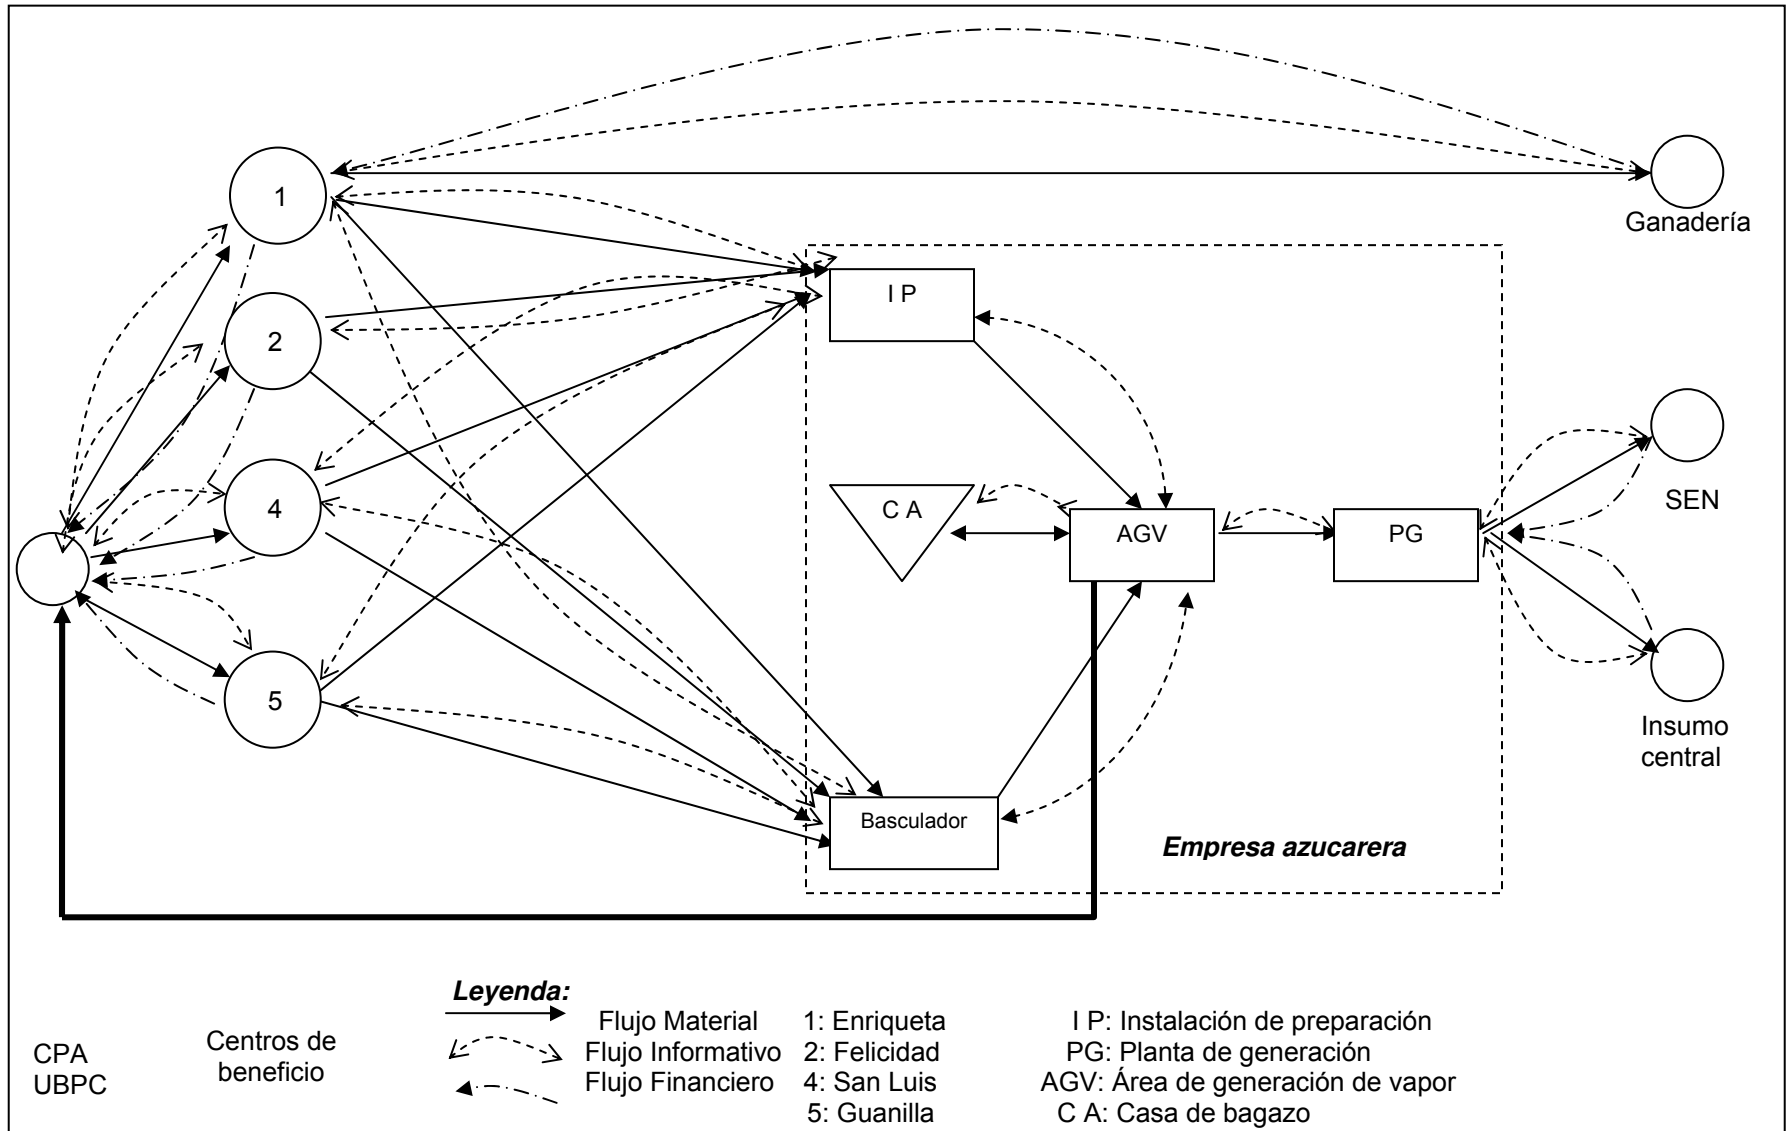 1
Ganadería
I P
2
4
C A
AGV
PG
SEN
5
Insumo
central
Basculador
Empresa azucarera
Leyenda:
Flujo Material
Flujo Informativo
Flujo Financiero
1: Enriqueta
2: Felicidad
4: San Luis
5: Guanilla
I P: Instalación de preparación
PG: Planta de generación
AGV: Área de generación de vapor
C A: Casa de bagazo
CPA
UBPC
Centros de
beneficio